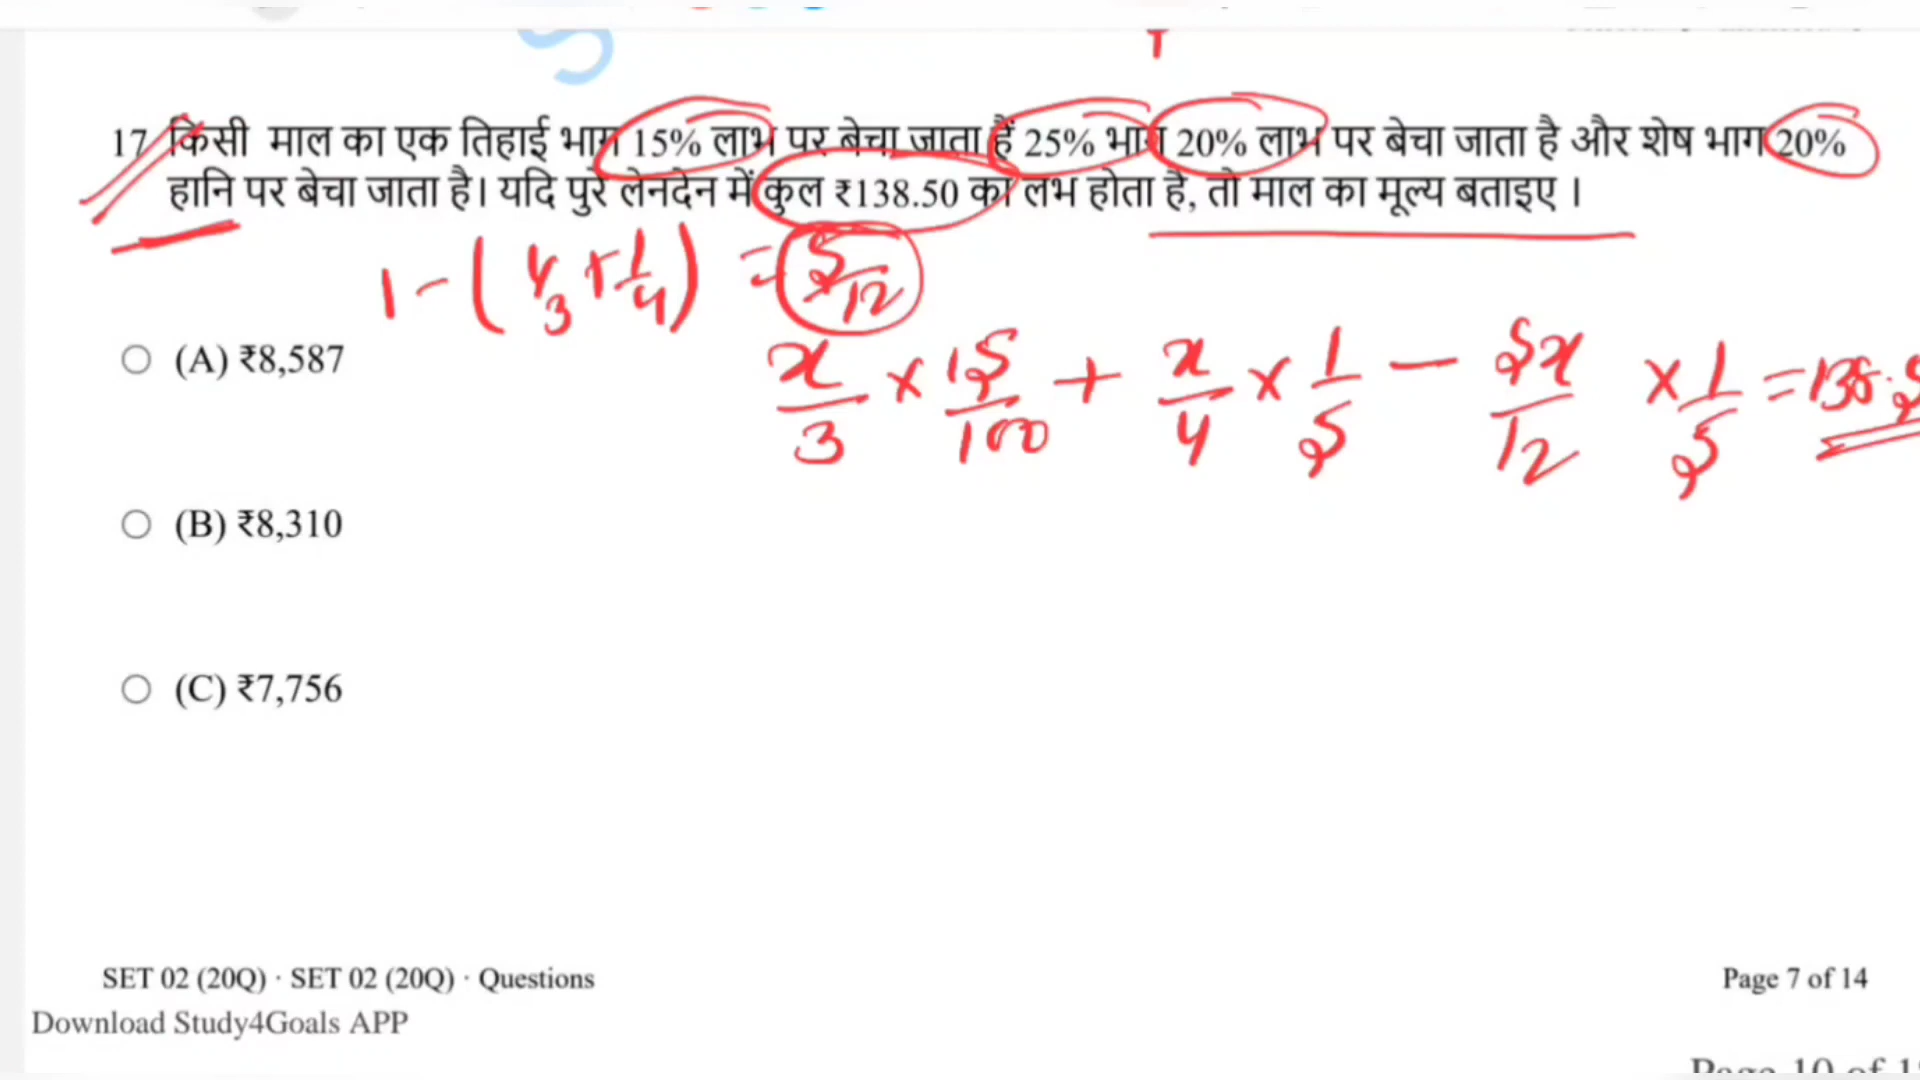 17 किसी माल का एक तिहाई भाग 15% लाभ पर बेचा जाता हैं 25% भाग 20% लाभ पर बेचा जाता है और शेष भाग 20%
हानि पर बेचा जाता है। यदि पुरे लेनदेन में कुल ₹138.50 का लभ होता है, तो माल का मूल्य बताइए ।
1 - ( 1/3 + 1/4 ) = 5/12
(A) ₹8,587
x/3 × 15/100 + x/4 × 1/5 - 5x/12 × 1/5 = 138.5
(B) ₹8,310
(C) ₹7,756
SET 02 (20Q) · SET 02 (20Q) · Questions Page 7 of 14
Download Study4Goals APP